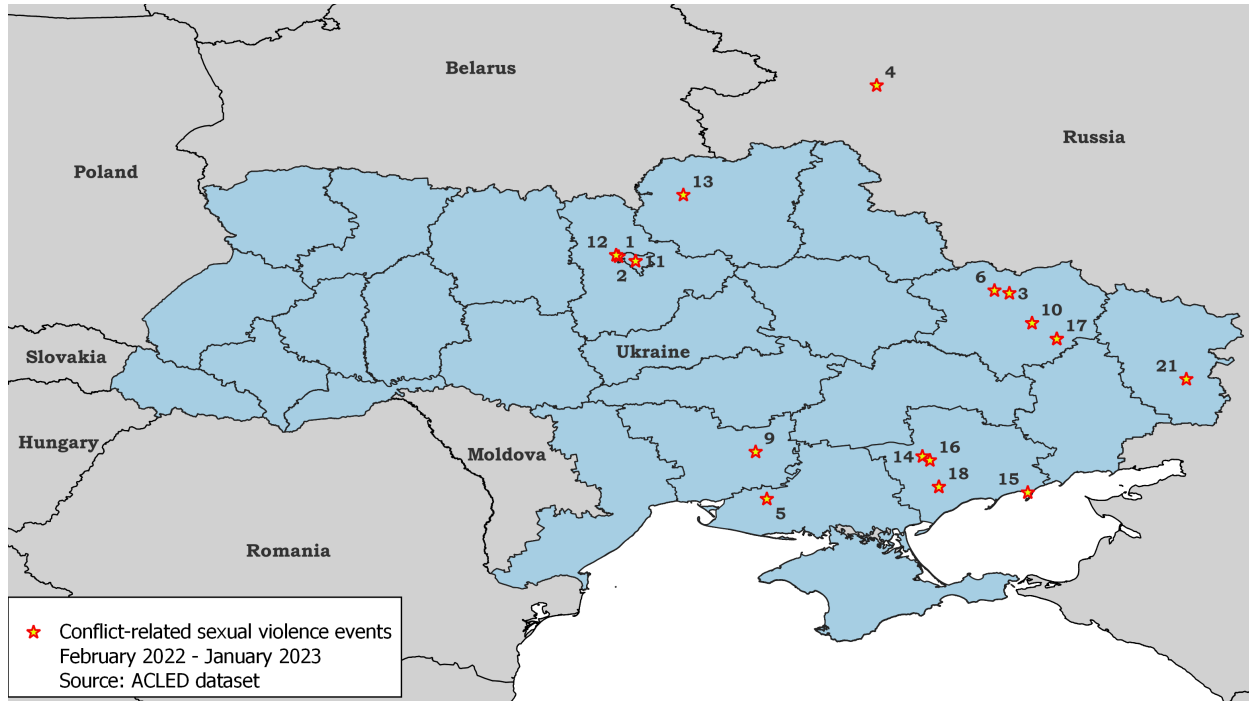 Belarus
4
Russia
Poland
13
12
1
2
11
6
3
10
17
Slovakia
Ukraine
21
Hungary
Moldova
9
14
16
18
15
5
Romania
Conflict-related sexual violence events
February 2022 - January 2023
Source: ACLED dataset